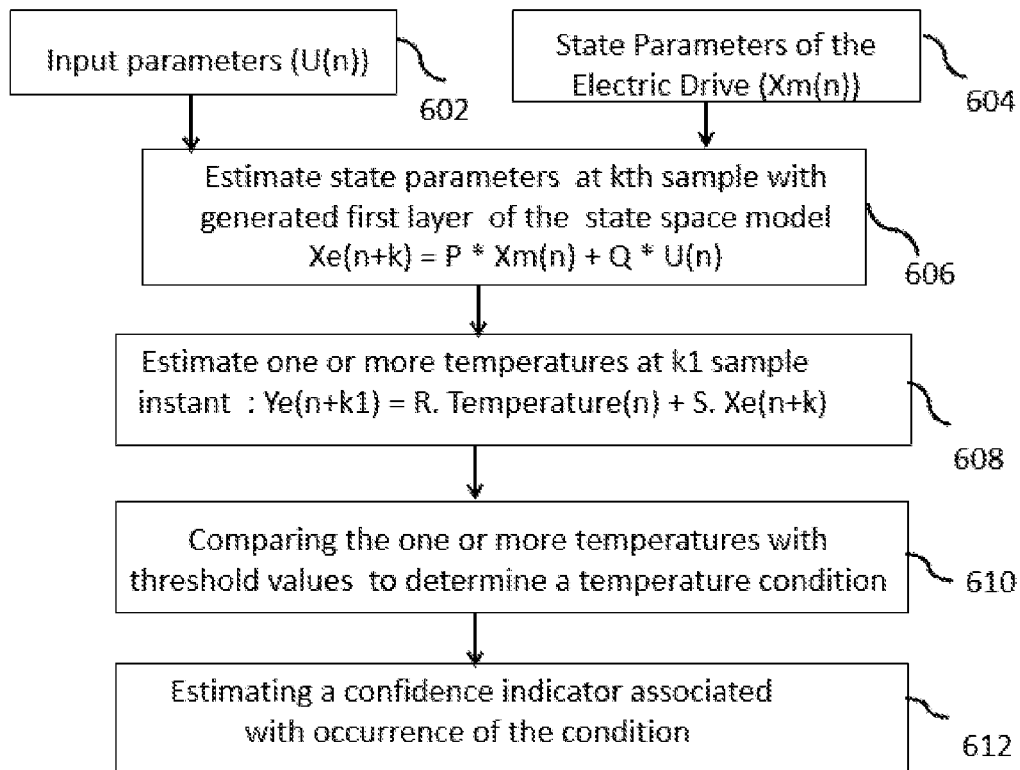 Input parameters (U(n))
602
State Parameters of the
Electric Drive (Xm(n))
604
Estimate state parameters at kth sample with
generated first layer of the state space model
Xe(n+k) = P * Xm(n) + Q * U(n)
606
Estimate one or more temperatures at k1 sample
instant : Ye(n+k1) = R. Temperature(n) + S. Xe(n+k)
608
Comparing the one or more temperatures with
threshold values to determine a temperature condition
610
Estimating a confidence indicator associated
with occurrence of the condition
612